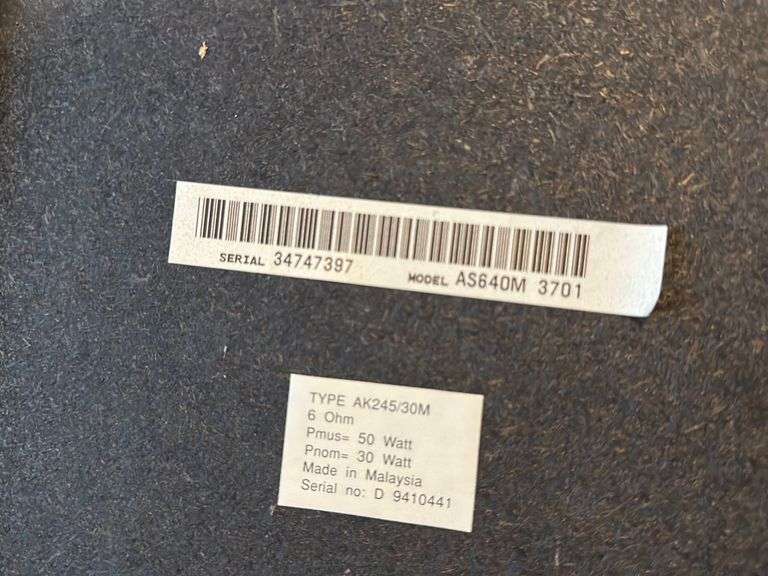 SERIAL 34747397 MODEL AS640M 3701
TYPE AK245/30M
6 Ohm
Pmus= 50 Watt
Pnom= 30 Watt
Made in Malaysia
Serial no: D 9410441